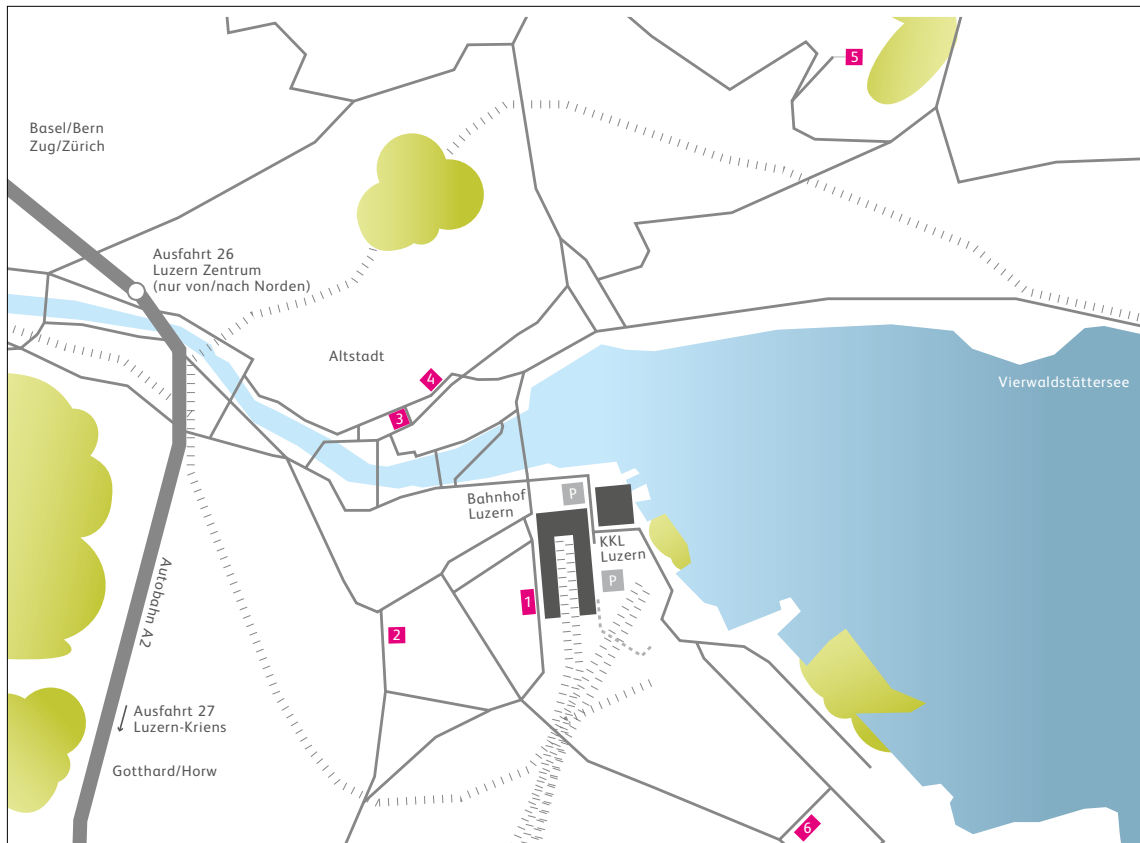 5
Basel/Bern
Zug/Zürich
Ausfahrt 26
Luzern Zentrum
(nur von/nach Norden)
Altstadt
4
3
Vierwaldstättersee
Bahnhof
Luzern
P
KKL
Luzern
P
1
2
Autobahn A2
Ausfahrt 27
Luzern-Kriens
Gotthard/Horw
6